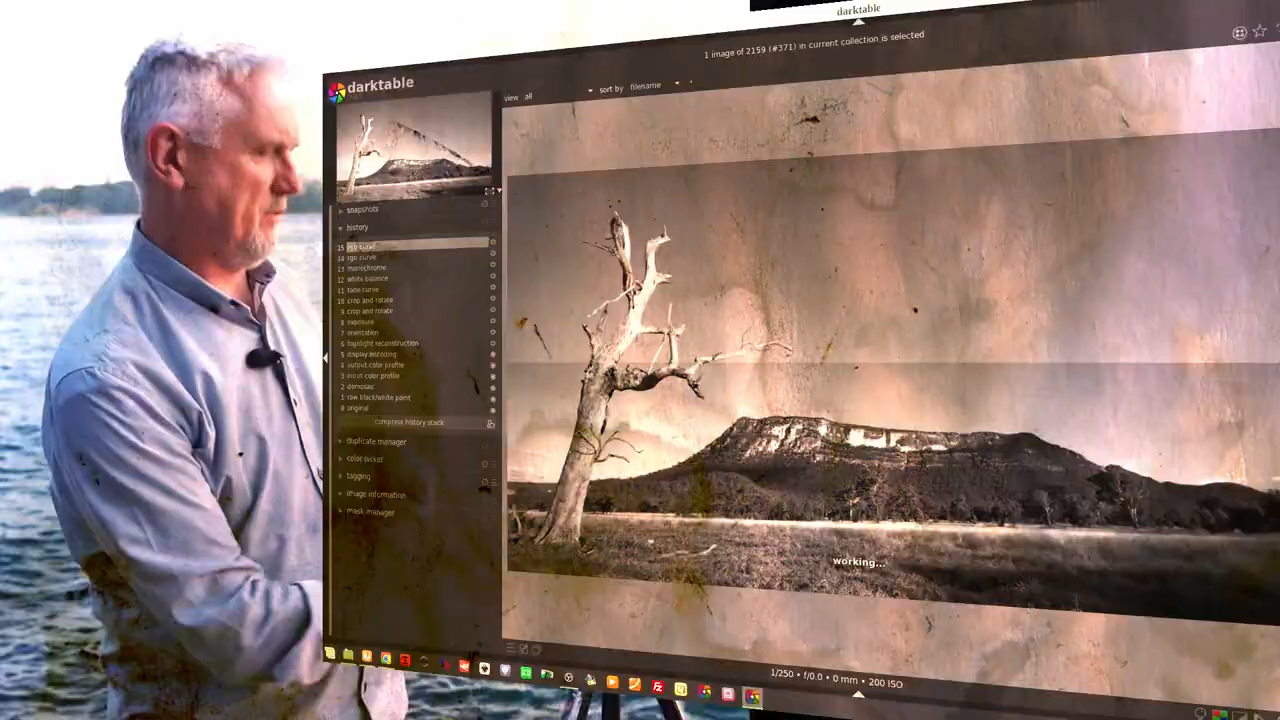 darktable
1 image of 2159 (#371) in current collection is selected
darktable
view all sort by filename
snapshots
history
15 rgb curve
14 rgo curve
13 monochrome
12 white balance
11 tone curve
10 crop and rotate
9 crop and rotate
8 exposure
7 orientation
6 highlight reconstruction
5 display encoding
4 output color profile
3 input color profile
2 demosaic
1 raw black/white point
0 original
compress history stack
duplicate manager
color picker
tagging
image information
mask manager
working...
1/250 • f/0.0 • 0 mm • 200 ISO